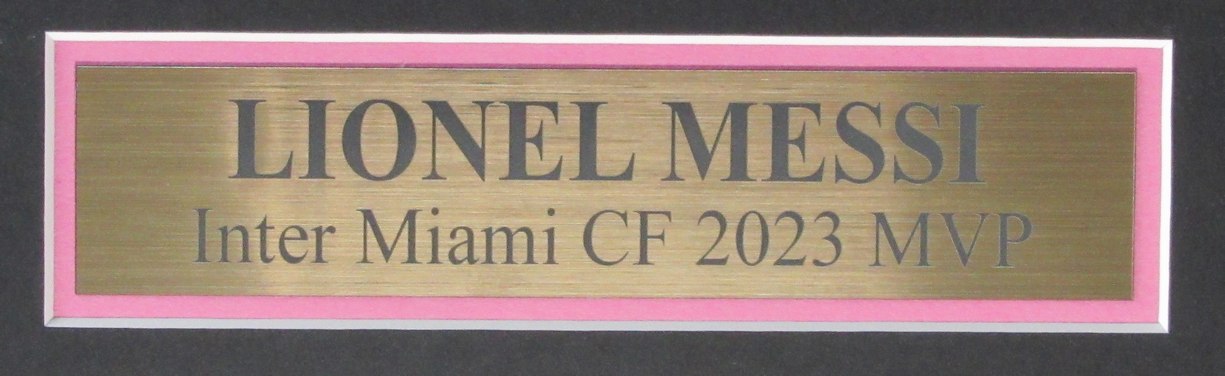 LIONEL MESSI
Inter Miami CF 2023 MVP